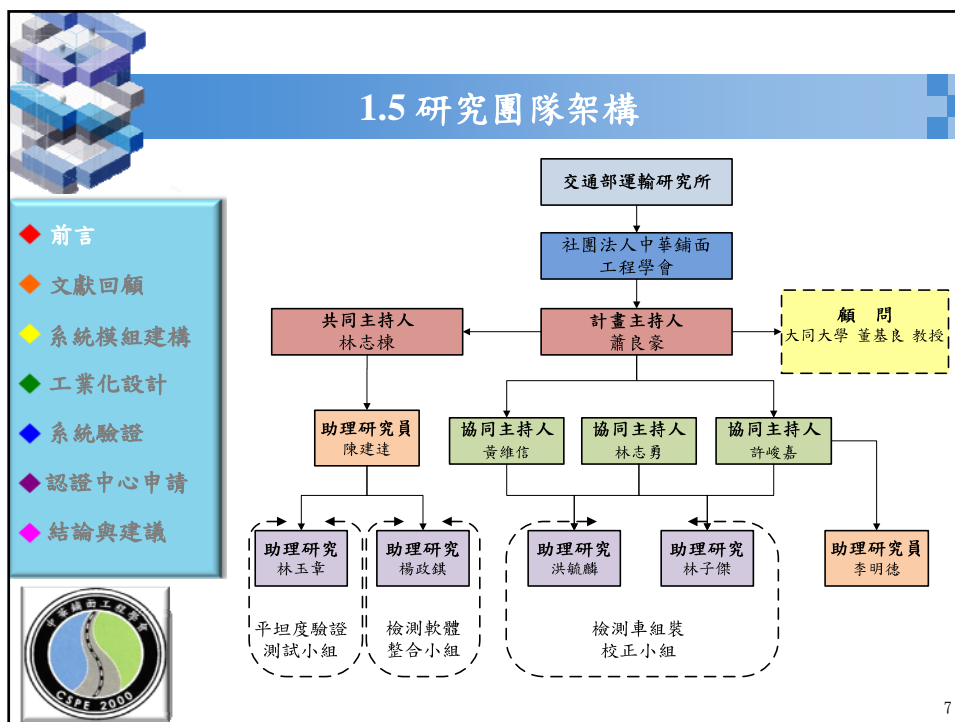 1.5 研究團隊架構
前言
文獻回顧
系統模組建構
工業化設計
系統驗證
認證中心申請
結論與建議
交通部運輸研究所
社團法人中華鋪面
工程學會
共同主持人
林志棟
計畫主持人
蕭良豪
顧 問
大同大學 董基良 教授
助理研究員
陳建達
協同主持人
黃維信
協同主持人
林志勇
協同主持人
許峻嘉
助理研究
林玉章
助理研究
楊政錤
助理研究
洪毓麟
助理研究
林子傑
助理研究員
李明德
平坦度驗證
測試小組
檢測軟體
整合小組
檢測車組裝
校正小組
中華鋪面工程學會
CSPE 2000
7